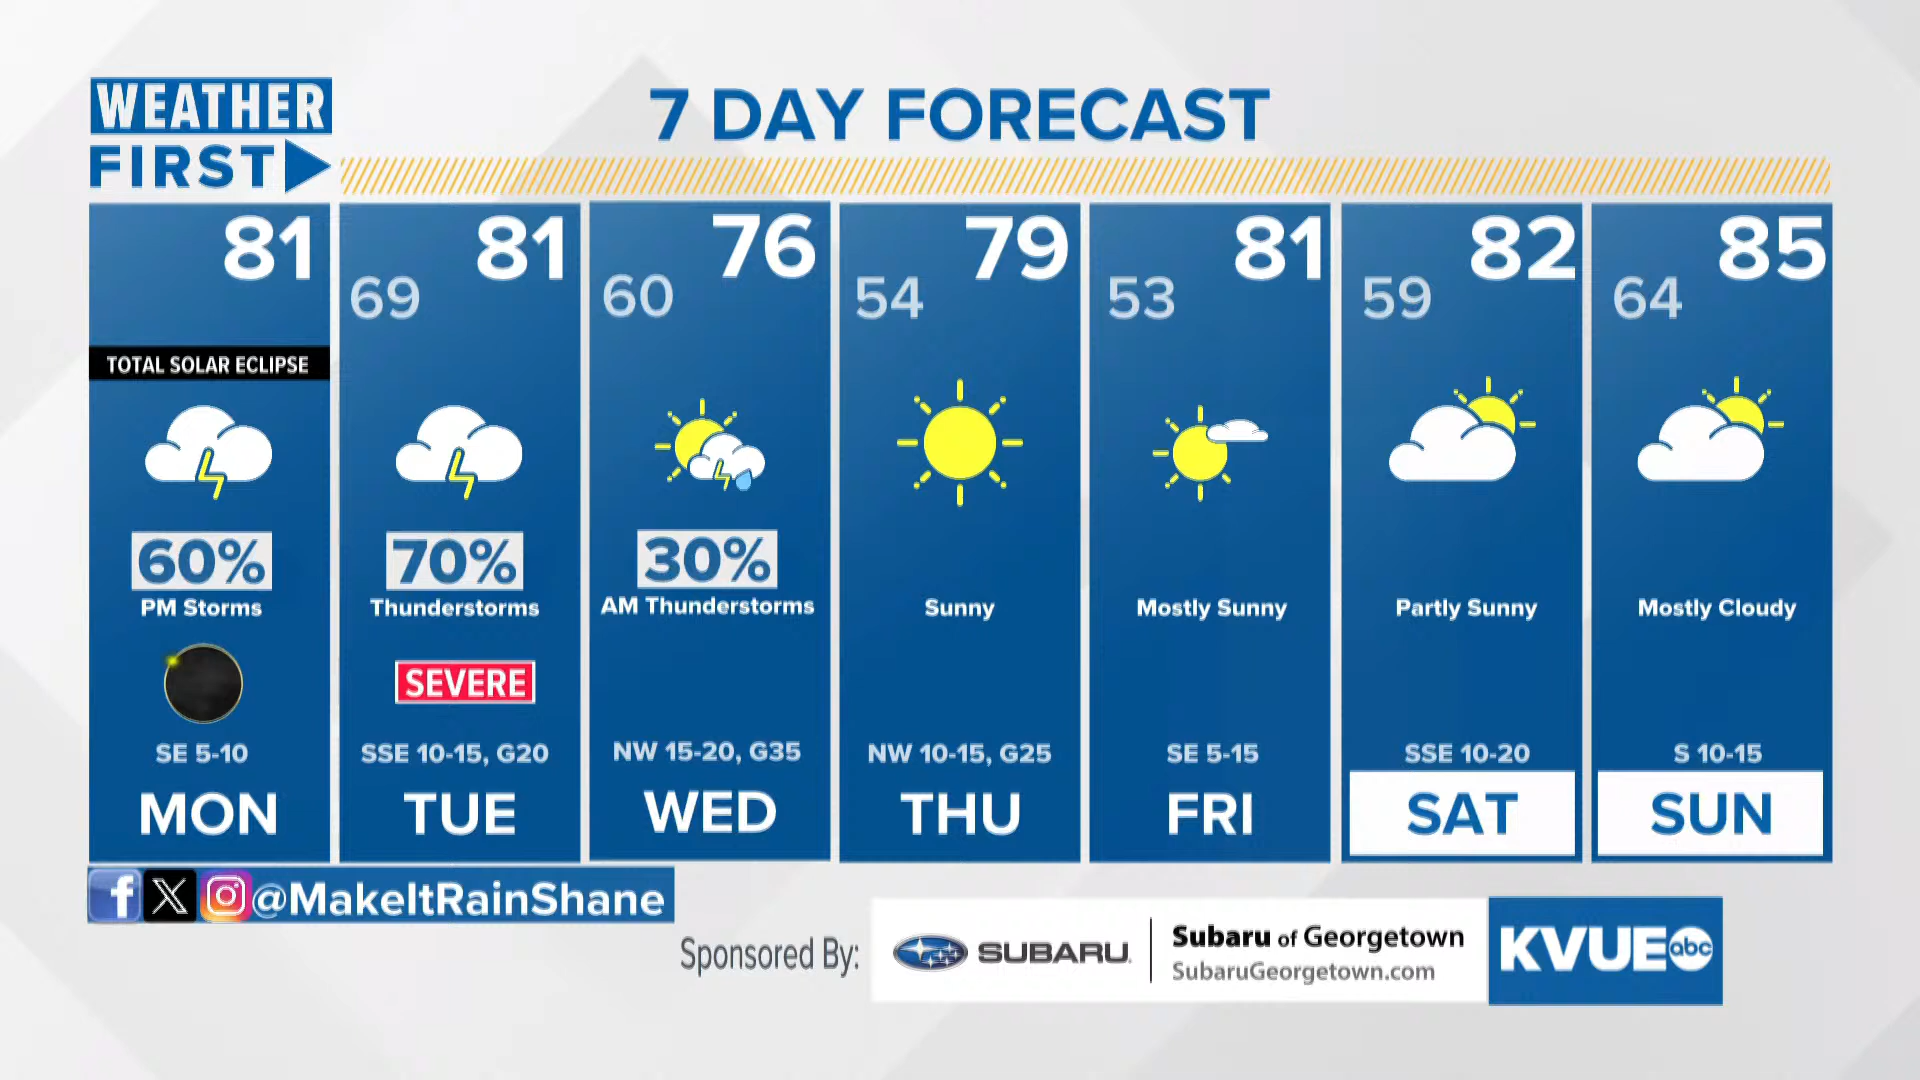 WEATHER
FIRST
7 DAY FORECAST
81
TOTAL SOLAR ECLIPSE
60%
PM Storms
SE 5-10
MON
81
69
70%
Thunderstorms
SEVERE
SSE 10-15, G20
TUE
76
60
30%
AM Thunderstorms
NW 15-20, G35
WED
79
54
Sunny
NW 10-15, G25
THU
81
53
Mostly Sunny
SE 5-15
FRI
82
59
Partly Sunny
SSE 10-20
SAT
85
64
Mostly Cloudy
S 10-15
SUN
@MakeItRainShane
Sponsored By:
SUBARU
Subaru of Georgetown
SubaruGeorgetown.com
KVUE abc